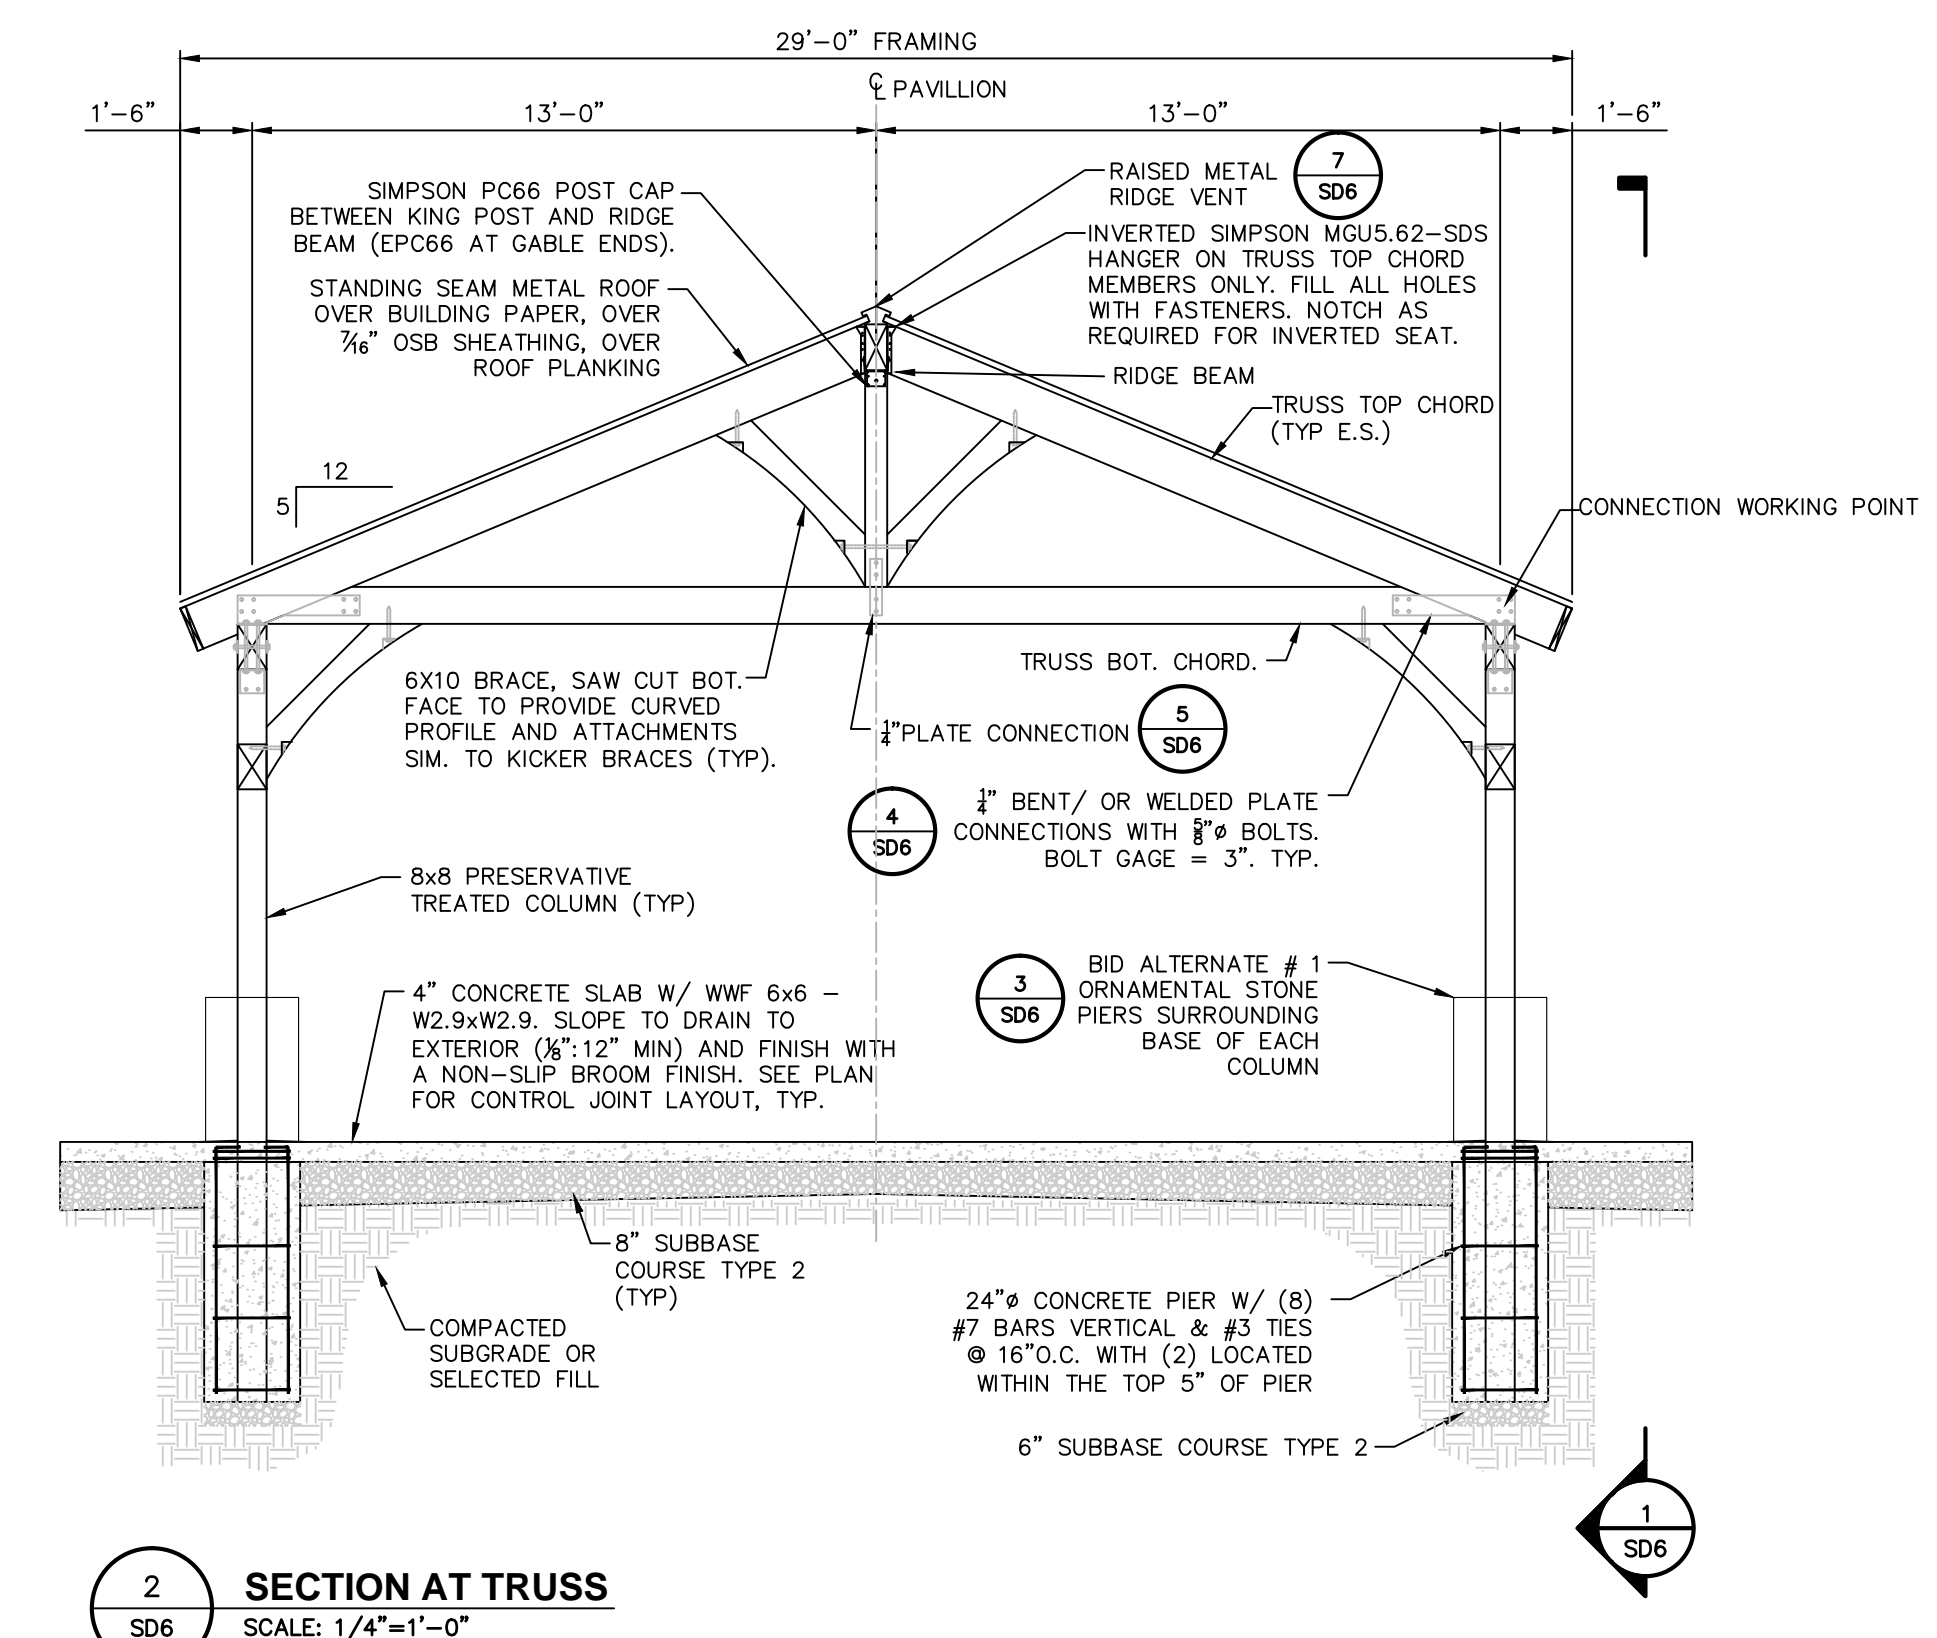 29'-0" FRAMING
℄ PAVILLION
1'-6"
13'-0"
13'-0"
1'-6"
SIMPSON PC66 POST CAP
BETWEEN KING POST AND RIDGE
BEAM (EPC66 AT GABLE ENDS).
STANDING SEAM METAL ROOF
OVER BUILDING PAPER, OVER
7/16" OSB SHEATHING, OVER
ROOF PLANKING
RAISED METAL
RIDGE VENT
7
SD6
INVERTED SIMPSON MGU5.62-SDS
HANGER ON TRUSS TOP CHORD
MEMBERS ONLY. FILL ALL HOLES
WITH FASTENERS. NOTCH AS
REQUIRED FOR INVERTED SEAT.
RIDGE BEAM
TRUSS TOP CHORD
(TYP E.S.)
12
5
CONNECTION WORKING POINT
6X10 BRACE, SAW CUT BOT.
FACE TO PROVIDE CURVED
PROFILE AND ATTACHMENTS
SIM. TO KICKER BRACES (TYP).
TRUSS BOT. CHORD.
1/4"PLATE CONNECTION
5
SD6
4
SD6
1/4" BENT/ OR WELDED PLATE
CONNECTIONS WITH 5/8"ø BOLTS.
BOLT GAGE = 3". TYP.
8x8 PRESERVATIVE
TREATED COLUMN (TYP)
3
SD6
BID ALTERNATE # 1
ORNAMENTAL STONE
PIERS SURROUNDING
BASE OF EACH
COLUMN
4" CONCRETE SLAB W/ WWF 6x6 -
W2.9xW2.9. SLOPE TO DRAIN TO
EXTERIOR (1/8":12" MIN) AND FINISH WITH
A NON-SLIP BROOM FINISH. SEE PLAN
FOR CONTROL JOINT LAYOUT, TYP.
8" SUBBASE
COURSE TYPE 2
(TYP)
COMPACTED
SUBGRADE OR
SELECTED FILL
24"ø CONCRETE PIER W/ (8)
#7 BARS VERTICAL & #3 TIES
@ 16"O.C. WITH (2) LOCATED
WITHIN THE TOP 5" OF PIER
6" SUBBASE COURSE TYPE 2
1
SD6
2
SD6
SECTION AT TRUSS
SCALE: 1/4"=1'-0"